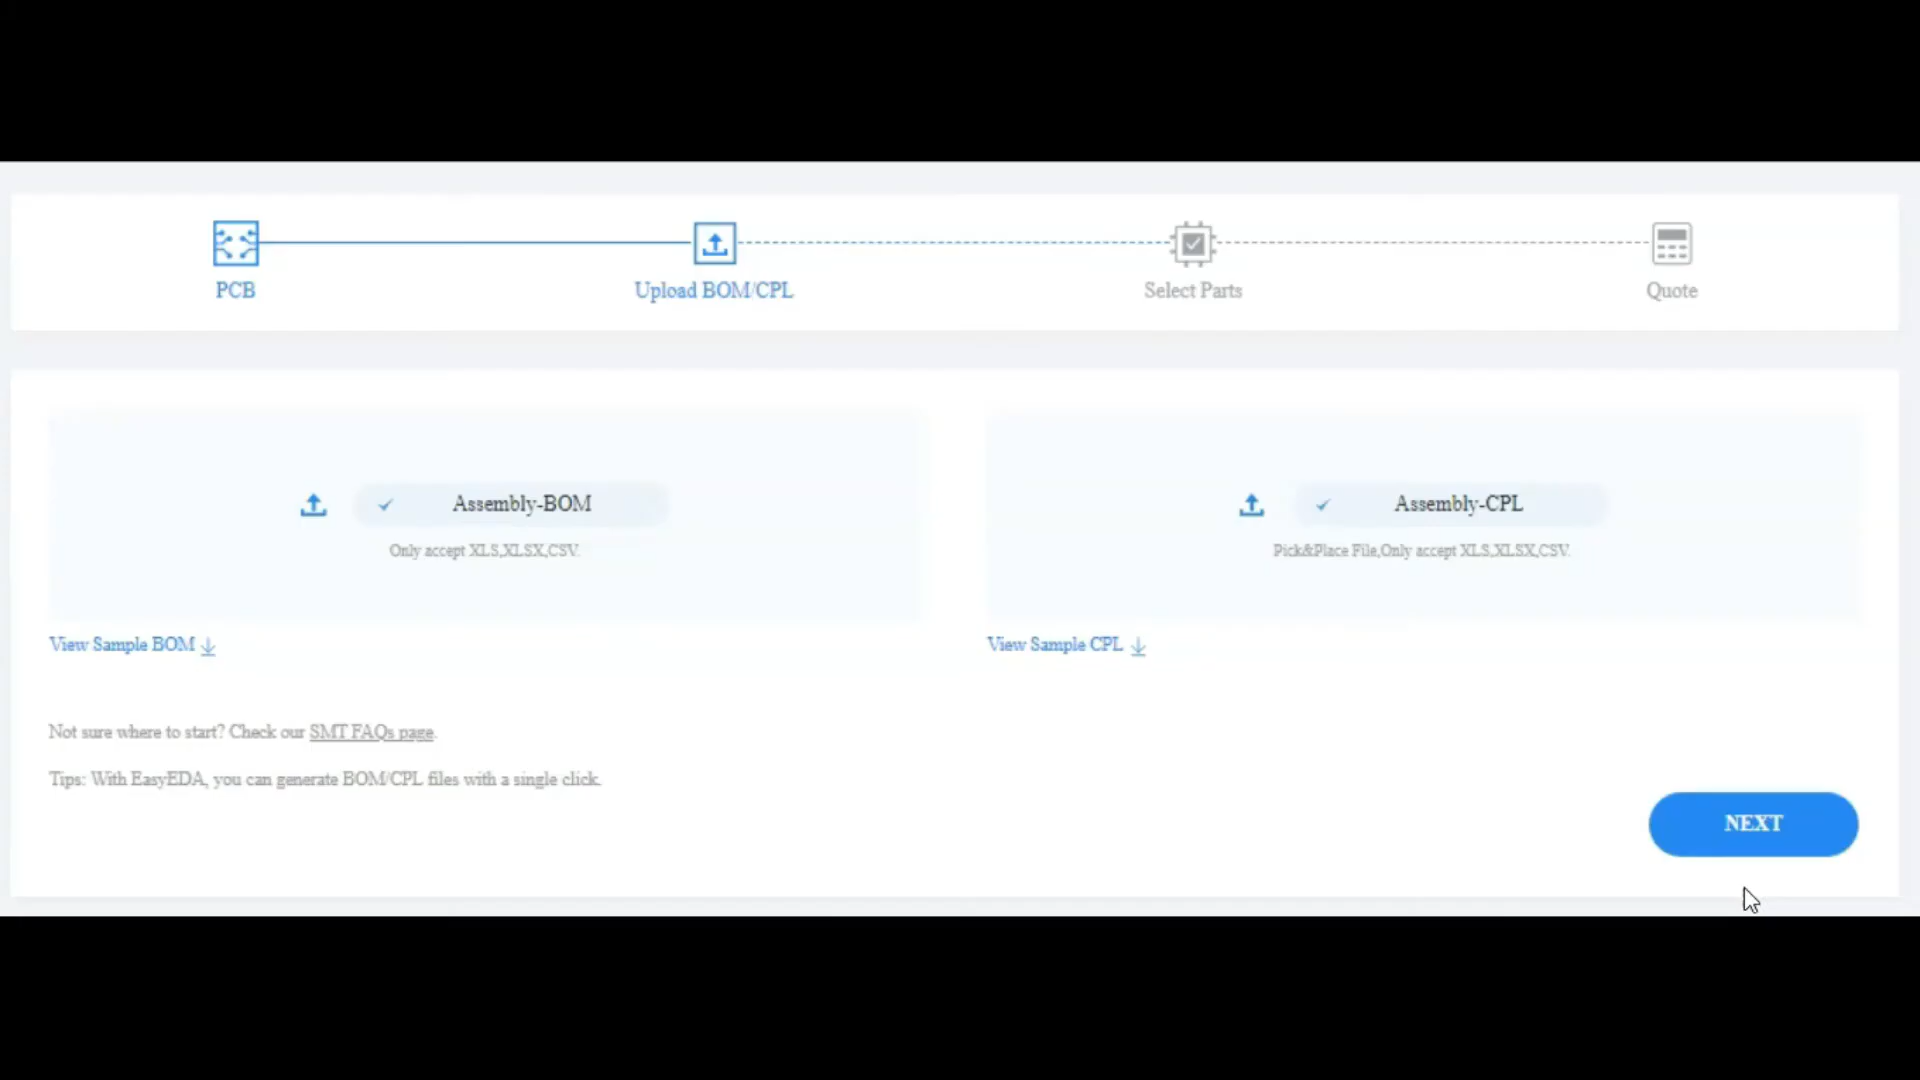 PCB
Upload BOM/CPL
Select Parts
Quote
Assembly-BOM
Only accept XLS,XLSX,CSV.
Assembly-CPL
Pick&Place File,Only accept XLS,XLSX,CSV.
View Sample BOM
View Sample CPL
Not sure where to start? Check our SMT FAQs page.
Tips: With EasyEDA, you can generate BOM/CPL files with a single click.
NEXT